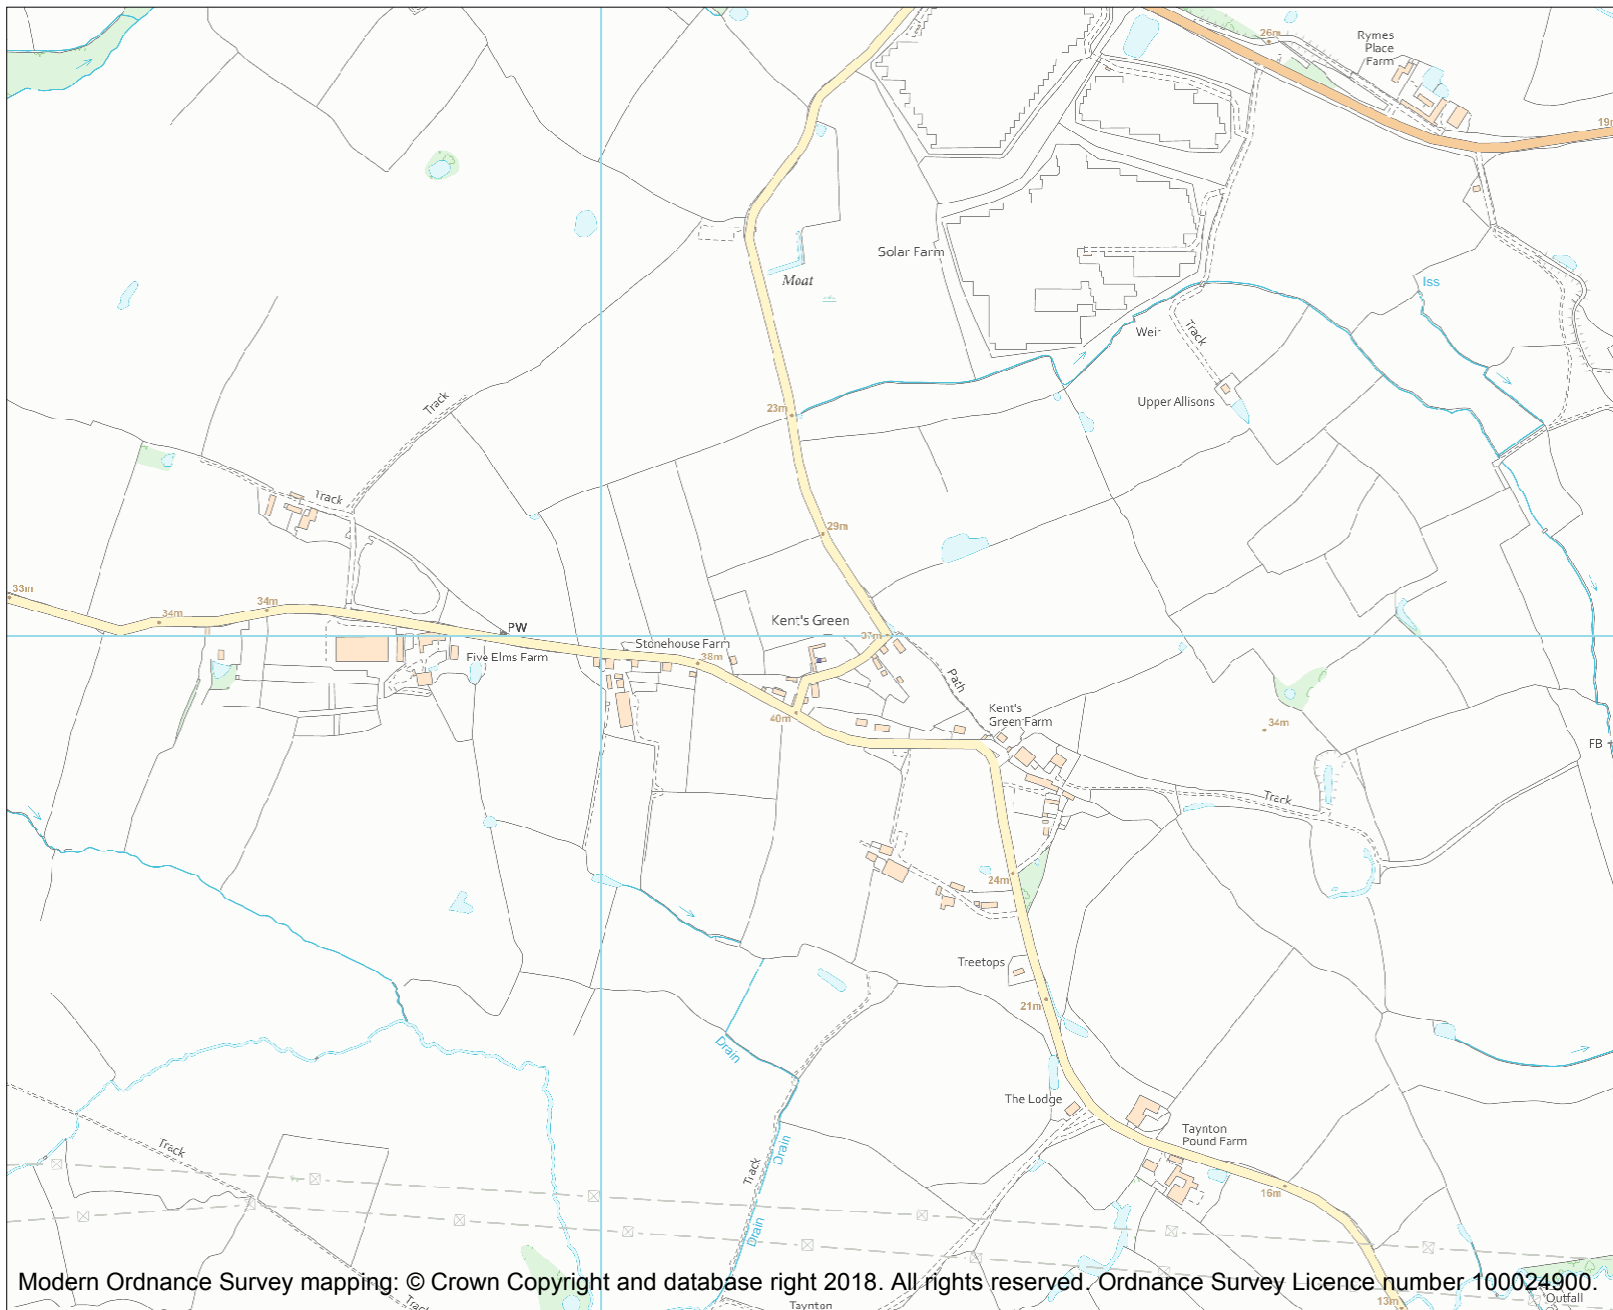 26m
Rymes
Place
Farm
19m
Solar Farm
Moat
Iss
Weir
Track
Upper Allisons
Track
23m
Track
29m
33m
34m
34m
PW
Kent's Green
37m
Stonehouse Farm
38m
Five Elms Farm
Path
40m
Kent's
Green Farm
34m
FB
Track
24m
Treetops
21m
Drain
The Lodge
Taynton
Pound Farm
Track
Drain
Track
16m
Drain
Modern Ordnance Survey mapping: © Crown Copyright and database right 2018. All rights reserved. Ordnance Survey Licence number 100024900.
Track
Taynton
13m
Outfall